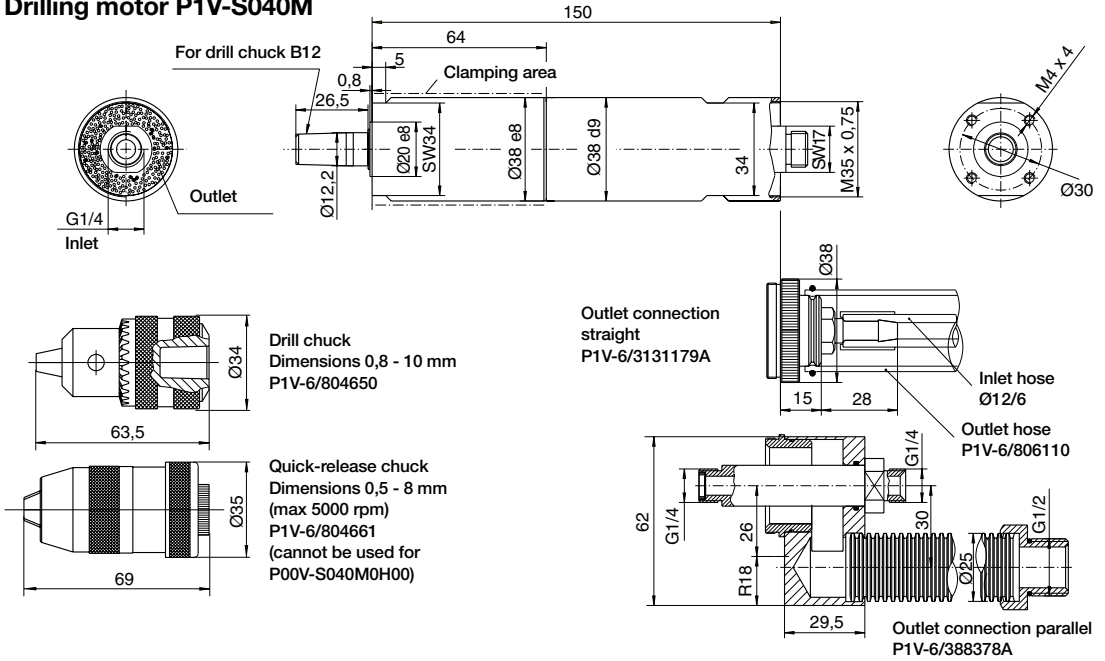 Drilling motor P1V-S040M
150
64
For drill chuck B12
5
Clamping area
0,8
26,5
M4 x 4
Ø12,2
Ø20 e8
SW34
Ø38 e8
Ø38 d9
34
SW17
M35 x 0,75
Ø30
Outlet
G1/4
Inlet
Ø38
Outlet connection
straight
P1V-6/3131179A
15
28
Inlet hose
Ø12/6
Outlet hose
P1V-6/806110
Drill chuck
Dimensions 0,8 - 10 mm
P1V-6/804650
Ø34
63,5
Quick-release chuck
Dimensions 0,5 - 8 mm
(max 5000 rpm)
P1V-6/804661
(cannot be used for
P00V-S040M0H00)
Ø35
69
62
G1/4
G1/4
26
30
R18
Ø25
G1/2
29,5
Outlet connection parallel
P1V-6/388378A